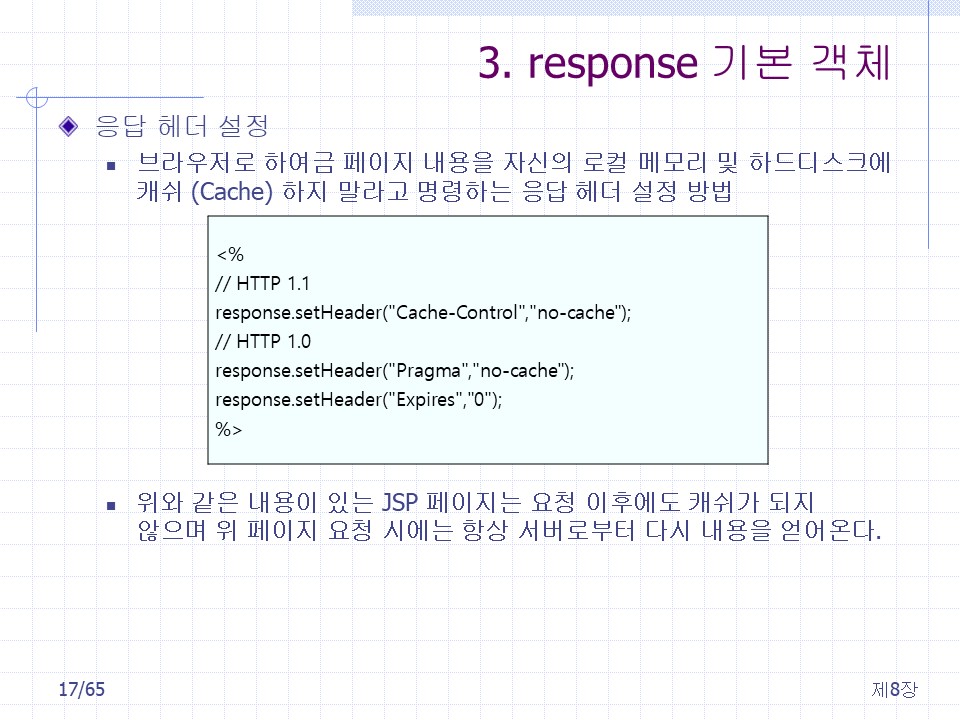 3. response 기본 객체
응답 헤더 설정
브라우저로 하여금 페이지 내용을 자신의 로컬 메모리 및 하드디스크에
캐쉬 (Cache) 하지 말라고 명령하는 응답 헤더 설정 방법
<%
// HTTP 1.1
response.setHeader("Cache-Control","no-cache");
// HTTP 1.0
response.setHeader("Pragma","no-cache");
response.setHeader("Expires","0");
%>
위와 같은 내용이 있는 JSP 페이지는 요청 이후에도 캐쉬가 되지
않으며 위 페이지 요청 시에는 항상 서버로부터 다시 내용을 얻어온다.
17/65
제8장